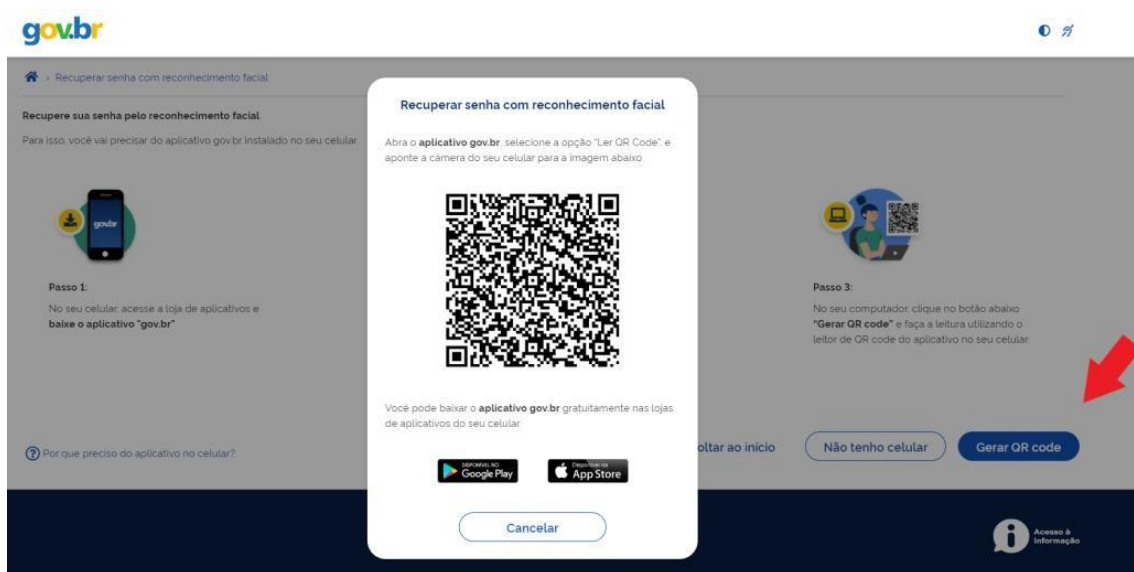 gov.br
Recuperar senha com reconhecimento facial
Recupere sua senha pelo reconhecimento facial
Para isso, você vai precisar do aplicativo gov.br instalado no seu celular
gov.br
Passo 1:
No seu celular, acesse a loja de aplicativos e
baixe o aplicativo "gov.br"
Por que preciso do aplicativo no celular?
Recuperar senha com reconhecimento facial
Abra o aplicativo gov.br, selecione a opção "Ler QR Code", e
aponte a câmera do seu celular para a imagem abaixo.
Você pode baixar o aplicativo gov.br gratuitamente nas lojas
de aplicativos do seu celular.
DISPONÍVEL NO
Google Play
Disponível na
App Store
Cancelar
Passo 3:
No seu computador, clique no botão abaixo
"Gerar QR code" e faça a leitura utilizando o
leitor de QR code do aplicativo no seu celular
oltar ao início
Não tenho celular
Gerar QR code
Acesso à
Informação